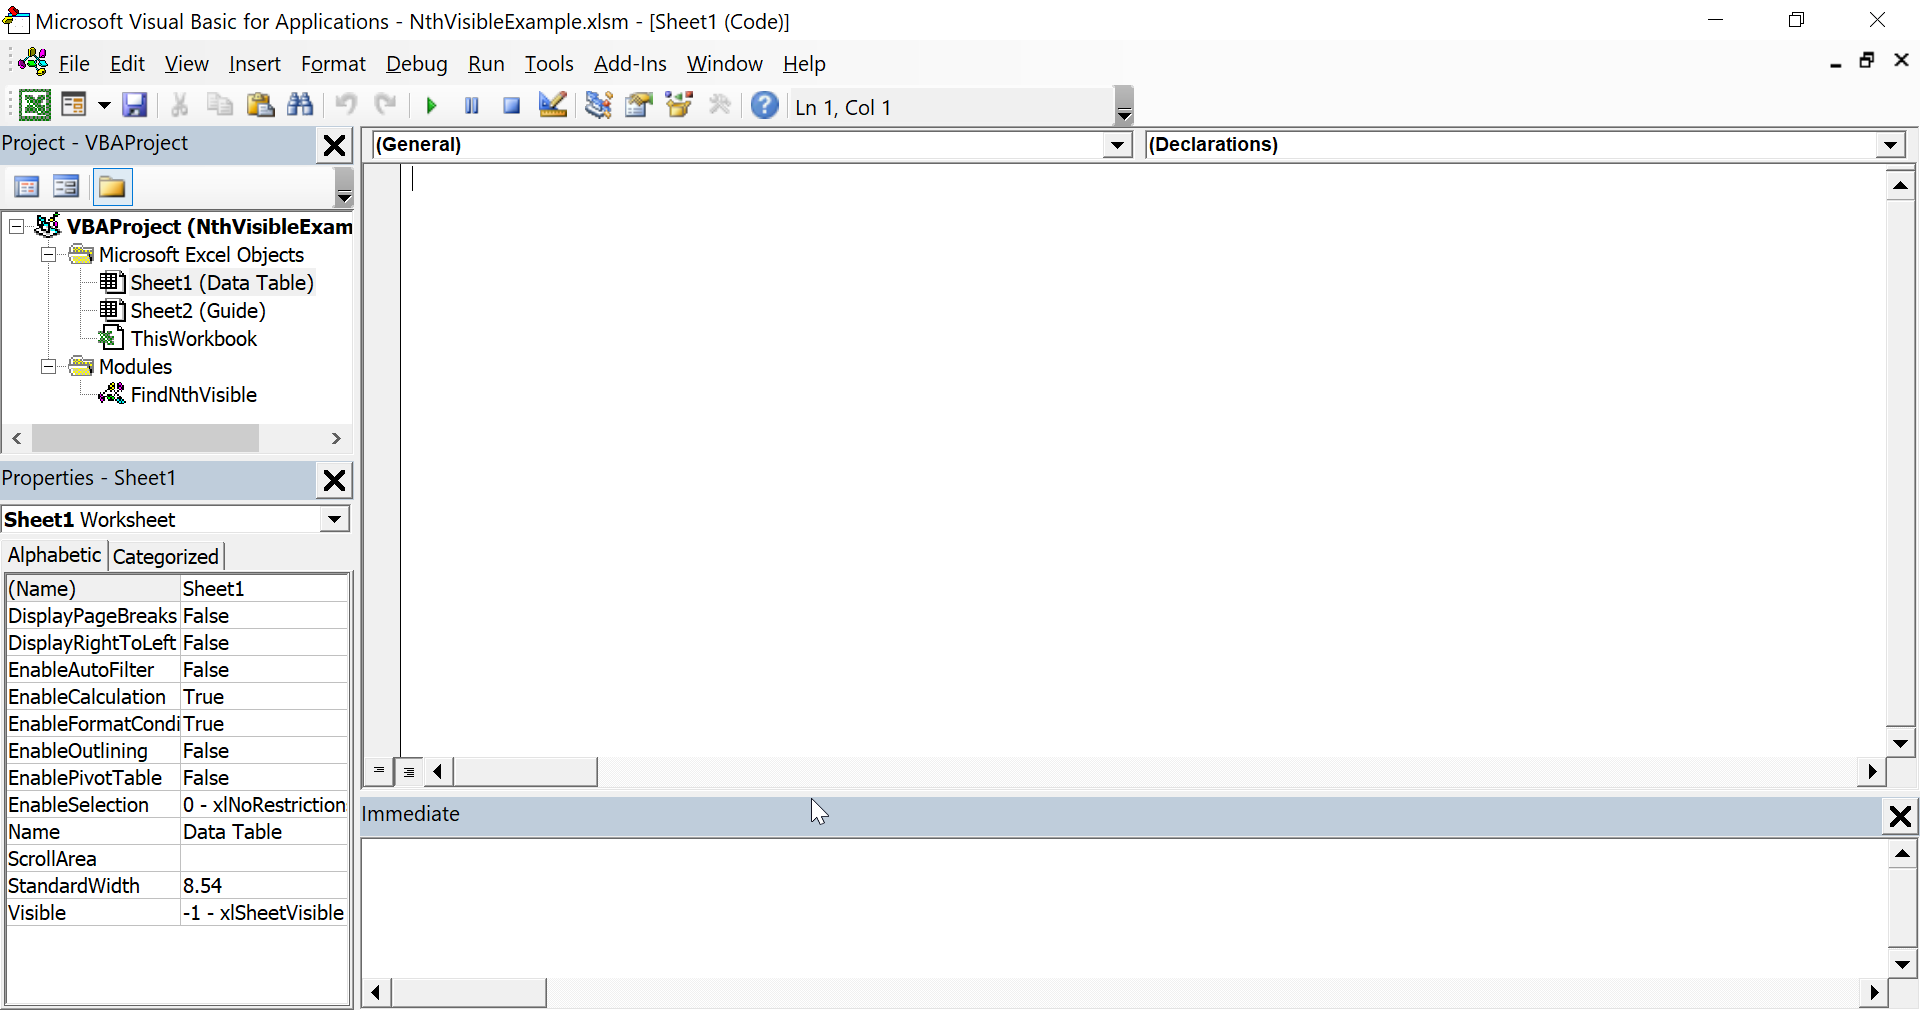 Microsoft Visual Basic for Applications - NthVisibleExample.xlsm - [Sheet1 (Code)]
File Edit View Insert Format Debug Run Tools Add-Ins Window Help
Ln 1, Col 1
Project - VBAProject
(General) (Declarations)
VBAProject (NthVisibleExam
Microsoft Excel Objects
Sheet1 (Data Table)
Sheet2 (Guide)
ThisWorkbook
Modules
FindNthVisible
Properties - Sheet1
Sheet1 Worksheet
Alphabetic Categorized
(Name) Sheet1
DisplayPageBreaks False
DisplayRightToLeft False
EnableAutoFilter False
EnableCalculation True
EnableFormatCondi True
EnableOutlining False
EnablePivotTable False
EnableSelection 0 - xlNoRestriction
Name Data Table
ScrollArea
StandardWidth 8.54
Visible -1 - xlSheetVisible
Immediate